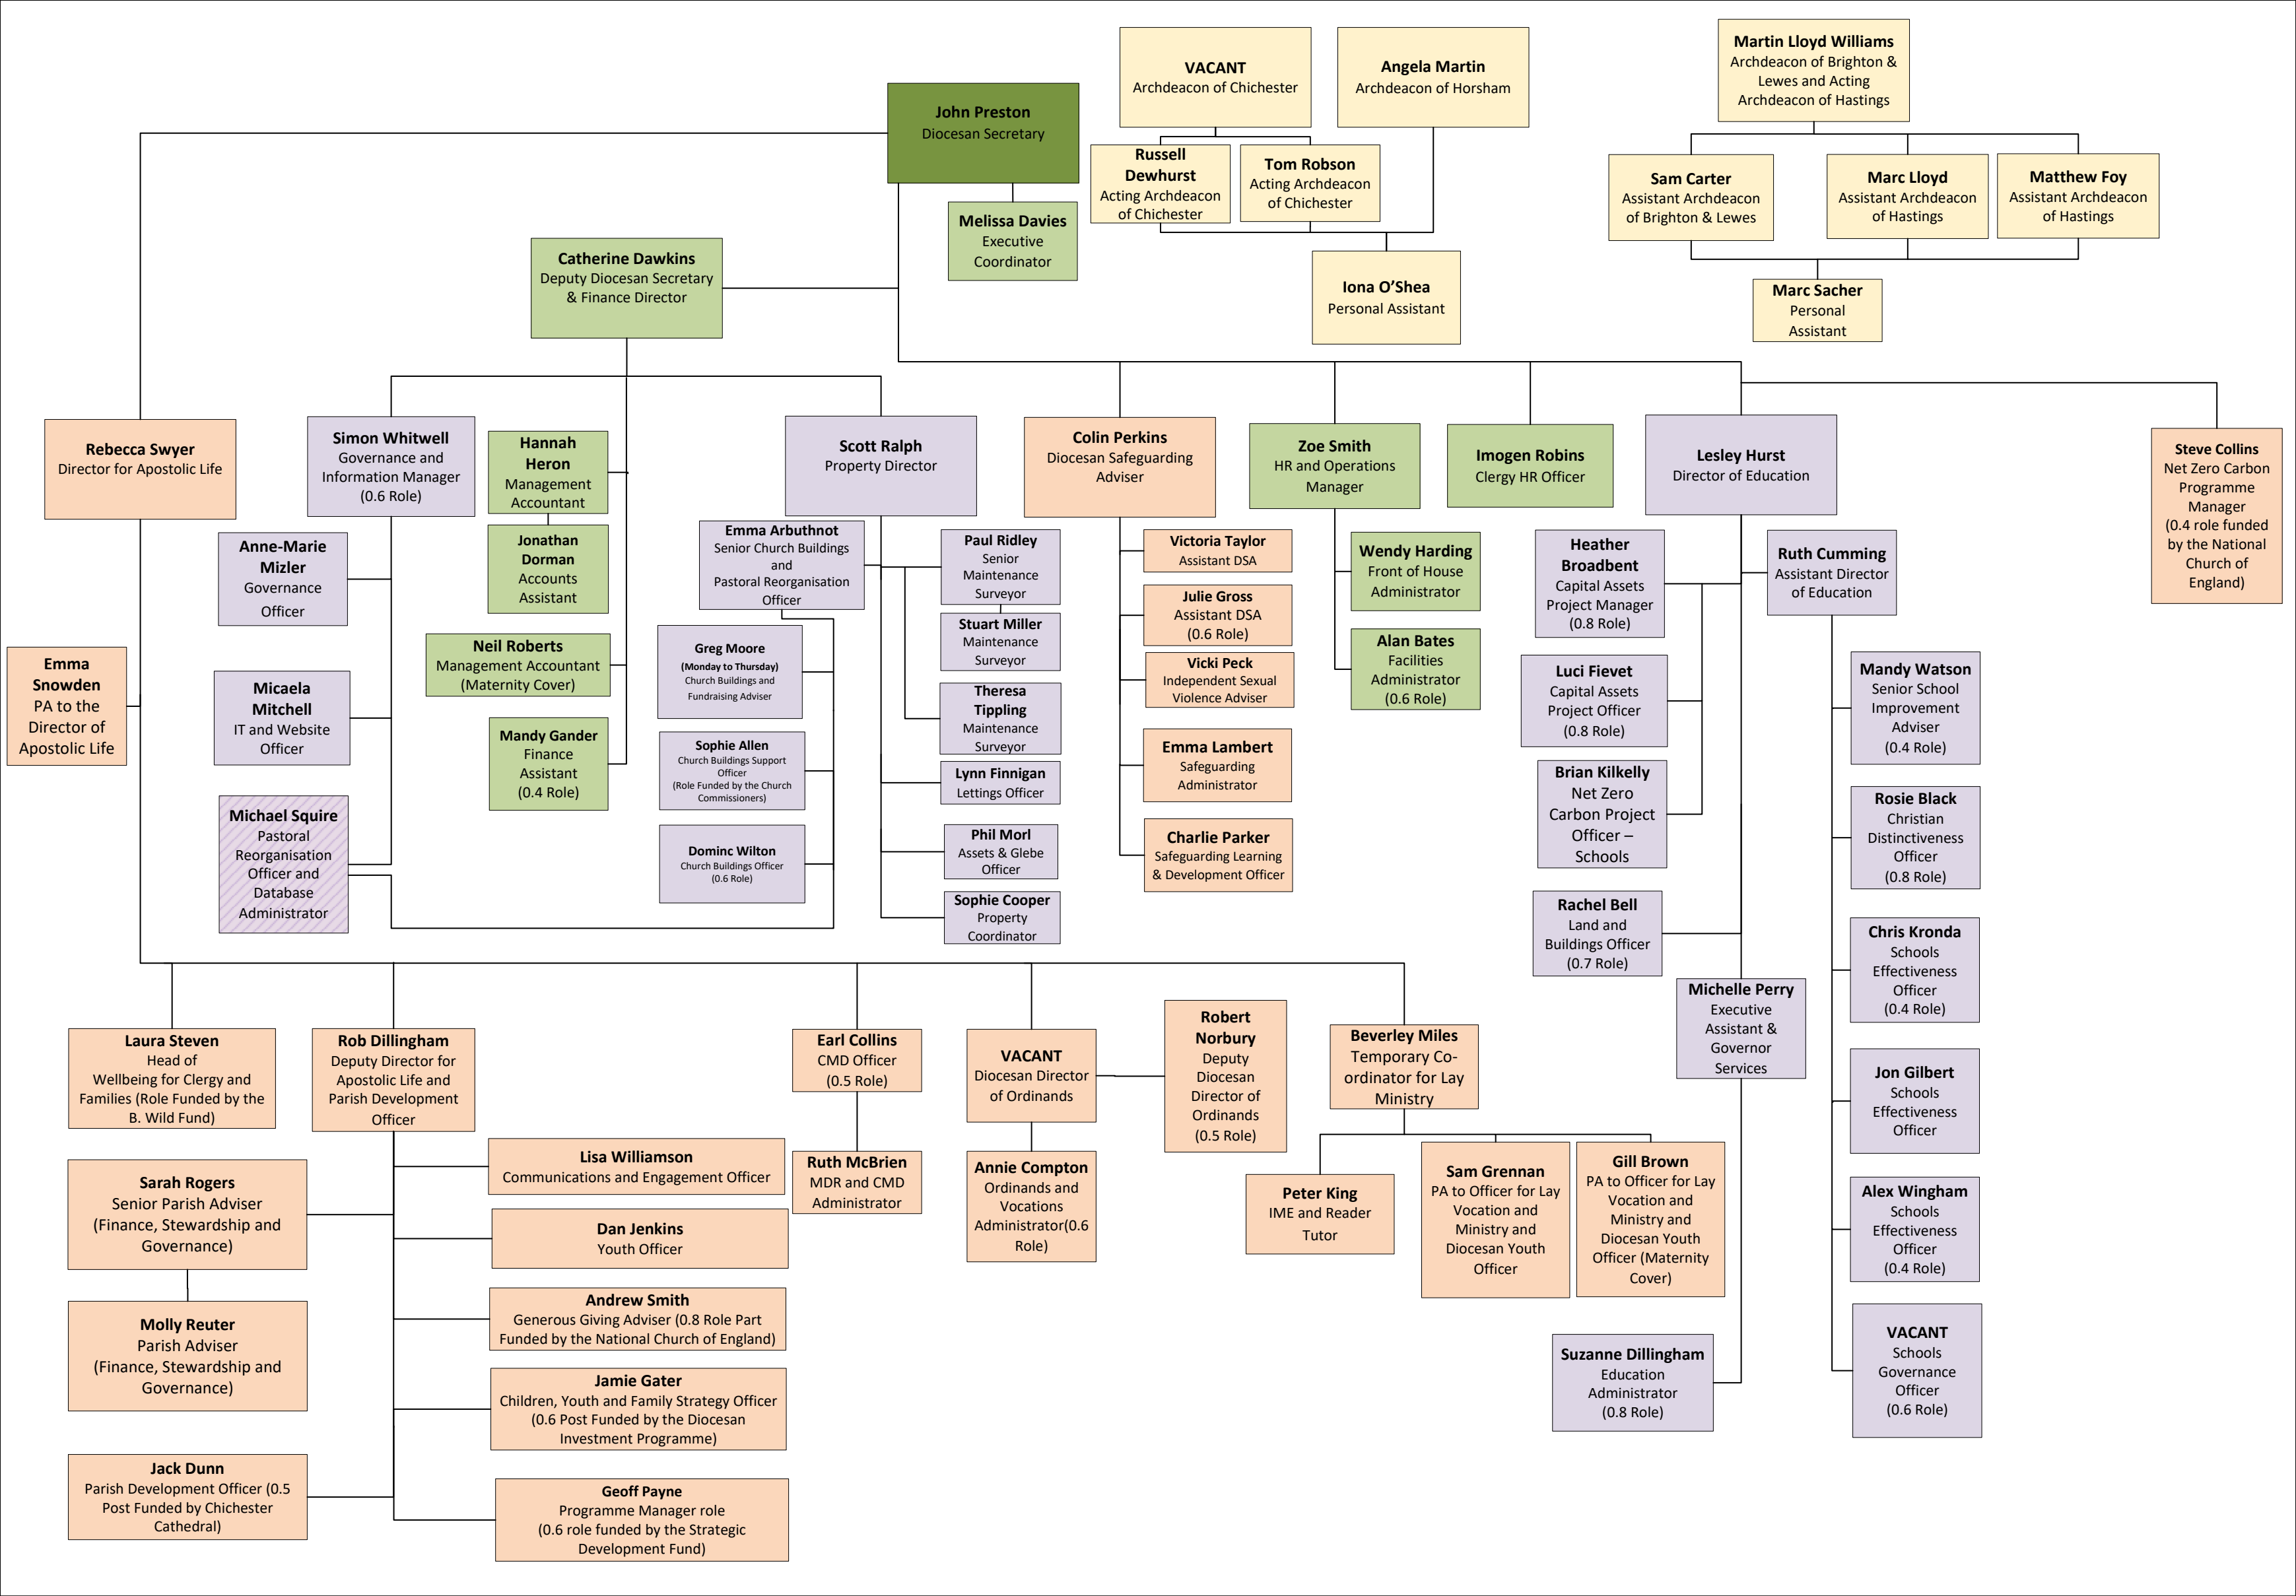 VACANT
Archdeacon of Chichester
Angela Martin
Archdeacon of Horsham
Martin Lloyd Williams
Archdeacon of Brighton &
Lewes and Acting
Archdeacon of Hastings
John Preston
Diocesan Secretary
Russell
Dewhurst
Acting Archdeacon
of Chichester
Tom Robson
Acting Archdeacon
of Chichester
Sam Carter
Assistant Archdeacon
of Brighton & Lewes
Marc Lloyd
Assistant Archdeacon
of Hastings
Matthew Foy
Assistant Archdeacon
of Hastings
Melissa Davies
Executive
Coordinator
Catherine Dawkins
Deputy Diocesan Secretary
& Finance Director
Iona O’Shea
Personal Assistant
Marc Sacher
Personal
Assistant
Rebecca Swyer
Director for Apostolic Life
Simon Whitwell
Governance and
Information Manager
(0.6 Role)
Hannah
Heron
Management
Accountant
Scott Ralph
Property Director
Colin Perkins
Diocesan Safeguarding
Adviser
Zoe Smith
HR and Operations
Manager
Imogen Robins
Clergy HR Officer
Lesley Hurst
Director of Education
Steve Collins
Net Zero Carbon
Programme
Manager
(0.4 role funded
by the National
Church of
England)
Anne-Marie
Mizler
Governance
Officer
Jonathan
Dorman
Accounts
Assistant
Emma Arbuthnot
Senior Church Buildings
and
Pastoral Reorganisation
Officer
Paul Ridley
Senior
Maintenance
Surveyor
Victoria Taylor
Assistant DSA
Wendy Harding
Front of House
Administrator
Heather
Broadbent
Capital Assets
Project Manager
(0.8 Role)
Ruth Cumming
Assistant Director
of Education
Julie Gross
Assistant DSA
(0.6 Role)
Stuart Miller
Maintenance
Surveyor
Alan Bates
Facilities
Administrator
(0.6 Role)
Emma
Snowden
PA to the
Director of
Apostolic Life
Micaela
Mitchell
IT and Website
Officer
Neil Roberts
Management Accountant
(Maternity Cover)
Greg Moore
(Monday to Thursday)
Church Buildings and
Fundraising Adviser
Theresa
Tippling
Maintenance
Surveyor
Vicki Peck
Independent Sexual
Violence Adviser
Luci Fievet
Capital Assets
Project Officer
(0.8 Role)
Mandy Watson
Senior School
Improvement
Adviser
(0.4 Role)
Mandy Gander
Finance
Assistant
(0.4 Role)
Sophie Allen
Church Buildings Support
Officer
(Role Funded by the Church
Commissioners)
Lynn Finnigan
Lettings Officer
Emma Lambert
Safeguarding
Administrator
Brian Kilkelly
Net Zero
Carbon Project
Officer –
Schools
Rosie Black
Christian
Distinctiveness
Officer
(0.8 Role)
Michael Squire
Pastoral
Reorganisation
Officer and
Database
Administrator
Dominc Wilton
Church Buildings Officer
(0.6 Role)
Phil Morl
Assets & Glebe
Officer
Charlie Parker
Safeguarding Learning
& Development Officer
Sophie Cooper
Property
Coordinator
Rachel Bell
Land and
Buildings Officer
(0.7 Role)
Chris Kronda
Schools
Effectiveness
Officer
(0.4 Role)
Michelle Perry
Executive
Assistant &
Governor
Services
Laura Steven
Head of
Wellbeing for Clergy and
Families (Role Funded by the
B. Wild Fund)
Rob Dillingham
Deputy Director for
Apostolic Life and
Parish Development
Officer
Earl Collins
CMD Officer
(0.5 Role)
VACANT
Diocesan Director
of Ordinands
Robert
Norbury
Deputy
Diocesan
Director of
Ordinands
(0.5 Role)
Beverley Miles
Temporary Co-
ordinator for Lay
Ministry
Jon Gilbert
Schools
Effectiveness
Officer
Sarah Rogers
Senior Parish Adviser
(Finance, Stewardship and
Governance)
Lisa Williamson
Communications and Engagement Officer
Ruth McBrien
MDR and CMD
Administrator
Annie Compton
Ordinands and
Vocations
Administrator(0.6
Role)
Peter King
IME and Reader
Tutor
Sam Grennan
PA to Officer for Lay
Vocation and
Ministry and
Diocesan Youth
Officer
Gill Brown
PA to Officer for Lay
Vocation and
Ministry and
Diocesan Youth
Officer (Maternity
Cover)
Alex Wingham
Schools
Effectiveness
Officer
(0.4 Role)
Dan Jenkins
Youth Officer
Molly Reuter
Parish Adviser
(Finance, Stewardship and
Governance)
Andrew Smith
Generous Giving Adviser (0.8 Role Part
Funded by the National Church of England)
Suzanne Dillingham
Education
Administrator
(0.8 Role)
VACANT
Schools
Governance
Officer
(0.6 Role)
Jamie Gater
Children, Youth and Family Strategy Officer
(0.6 Post Funded by the Diocesan
Investment Programme)
Jack Dunn
Parish Development Officer (0.5
Post Funded by Chichester
Cathedral)
Geoff Payne
Programme Manager role
(0.6 role funded by the Strategic
Development Fund)